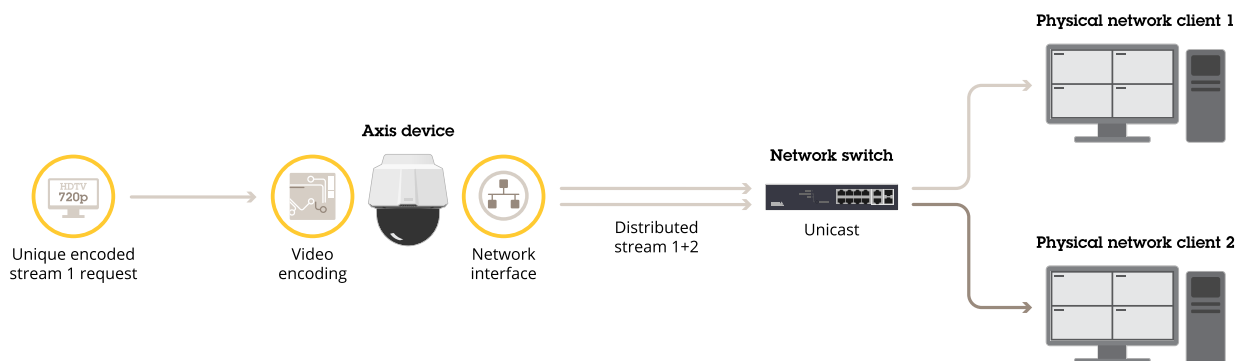 Physical network client 1
Axis device
Network switch
HDTV
720p
Unique encoded
stream 1 request
Video
encoding
Network
interface
Distributed
stream 1+2
Unicast
Physical network client 2